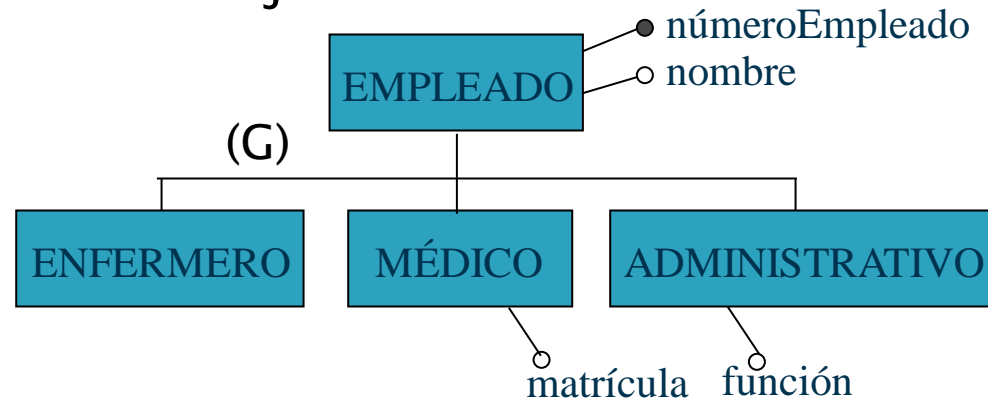 númeroEmpleado
nombre
EMPLEADO
(G)
ENFERMERO
MÉDICO
ADMINISTRATIVO
matrícula
función